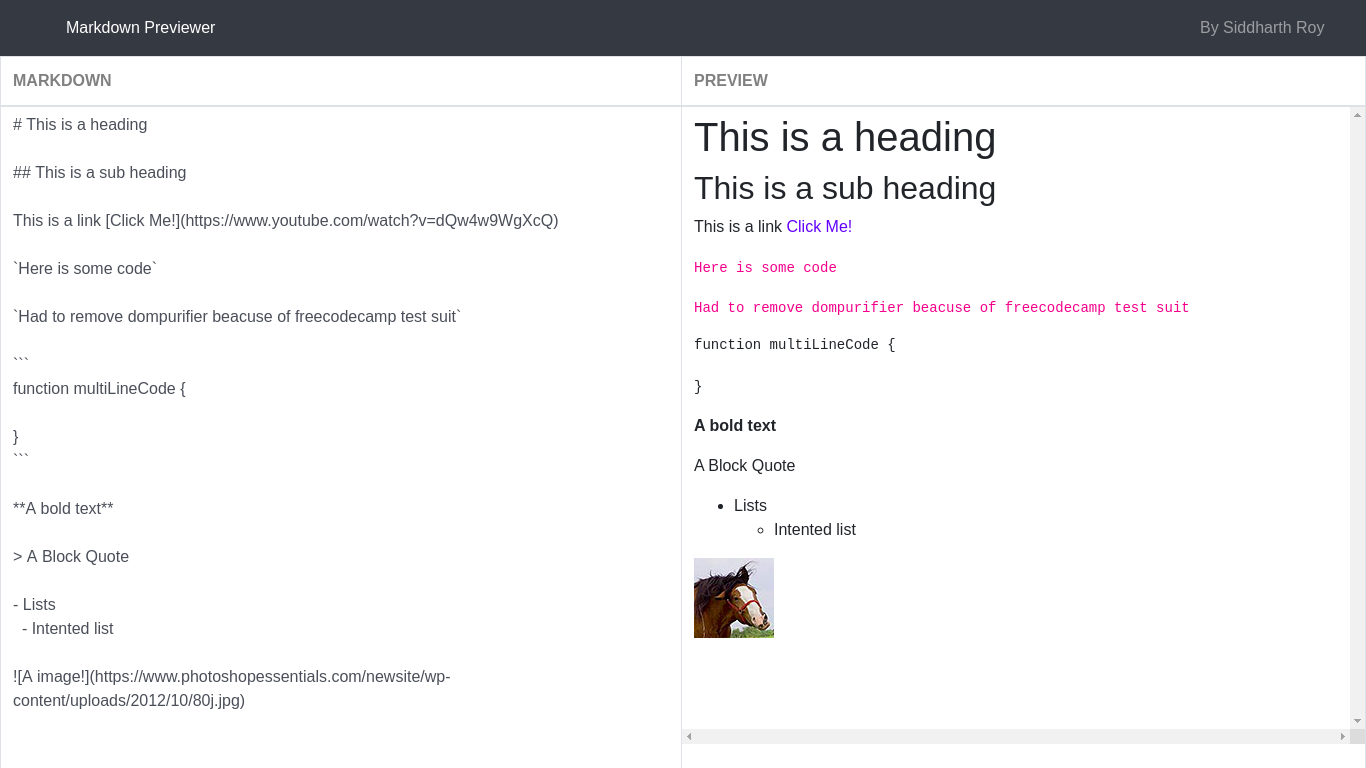 Markdown Previewer
By Siddharth Roy
MARKDOWN
PREVIEW
# This is a heading
## This is a sub heading
This is a link [Click Me!](https://www.youtube.com/watch?v=dQw4w9WgXcQ)
`Here is some code`
`Had to remove dompurifier beacuse of freecodecamp test suit`
```
function multiLineCode {
}
```
**A bold text**
> A Block Quote
- Lists
- Intented list
![A image!](https://www.photoshopessentials.com/newsite/wp-
content/uploads/2012/10/80j.jpg)
This is a heading
This is a sub heading
This is a link Click Me!
Here is some code
Had to remove dompurifier beacuse of freecodecamp test suit
function multiLineCode {
}
A bold text
A Block Quote
Lists
Intented list